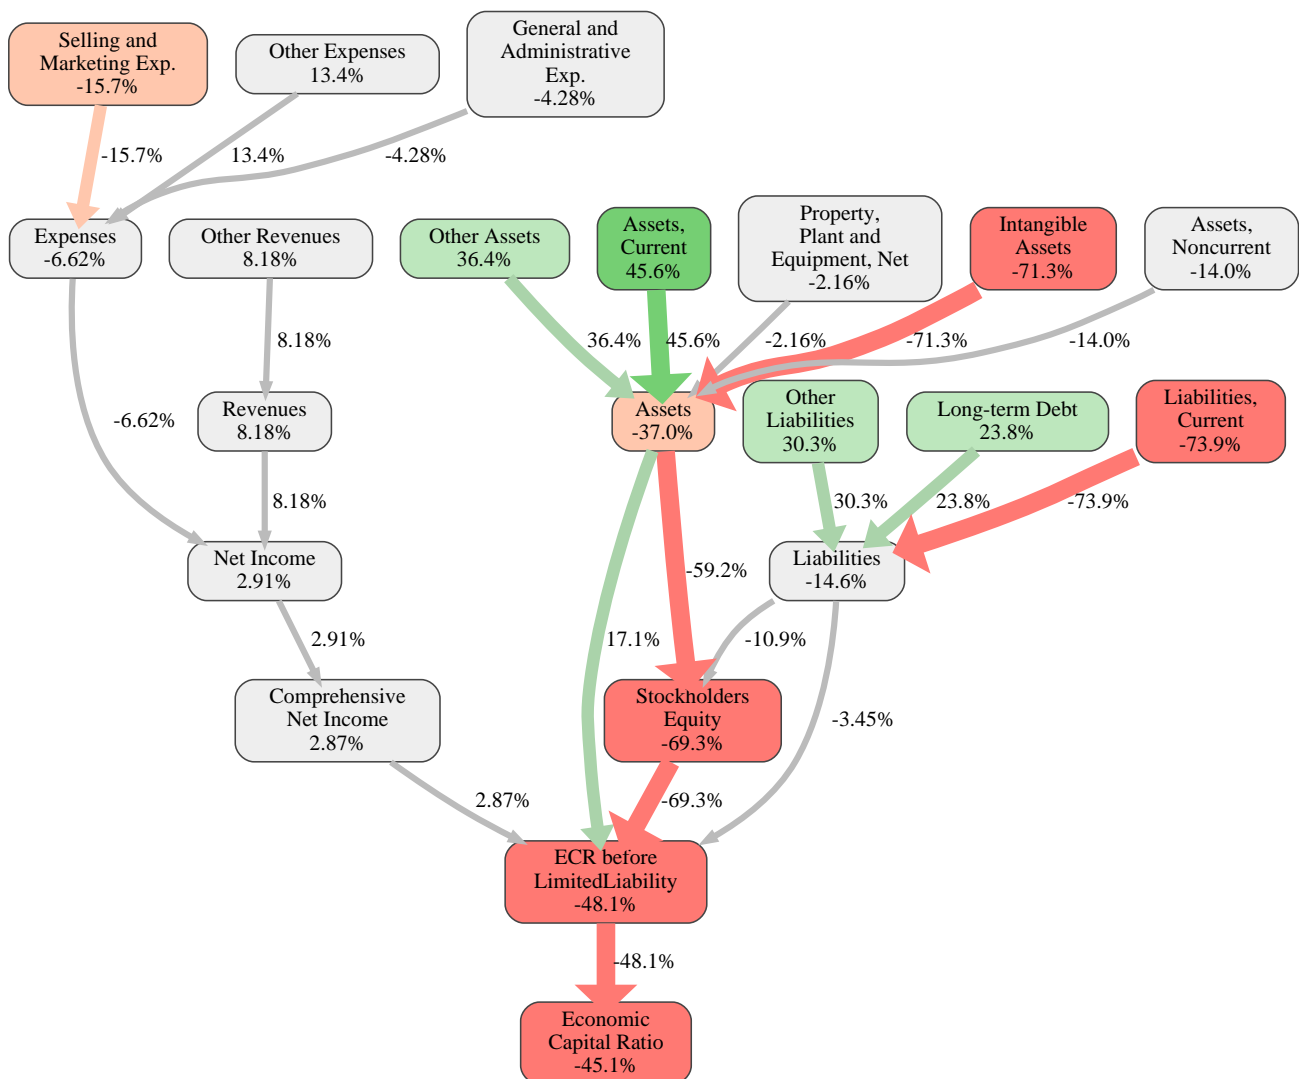 Selling and
Marketing Exp.
-15.7%
Other Expenses
13.4%
General and
Administrative
Exp.
-4.28%
-15.7%
13.4%
-4.28%
Expenses
-6.62%
Other Revenues
8.18%
Other Assets
36.4%
Assets,
Current
45.6%
Property,
Plant and
Equipment, Net
-2.16%
Intangible
Assets
-71.3%
Assets,
Noncurrent
-14.0%
8.18%
36.4%
45.6%
-2.16%
-71.3%
-14.0%
-6.62%
Revenues
8.18%
Assets
-37.0%
Other
Liabilities
30.3%
Long-term Debt
23.8%
Liabilities,
Current
-73.9%
8.18%
30.3%
23.8%
-73.9%
Net Income
2.91%
-59.2%
Liabilities
-14.6%
2.91%
17.1%
-10.9%
Comprehensive
Net Income
2.87%
Stockholders
Equity
-69.3%
-3.45%
2.87%
-69.3%
ECR before
LimitedLiability
-48.1%
-48.1%
Economic
Capital Ratio
-45.1%